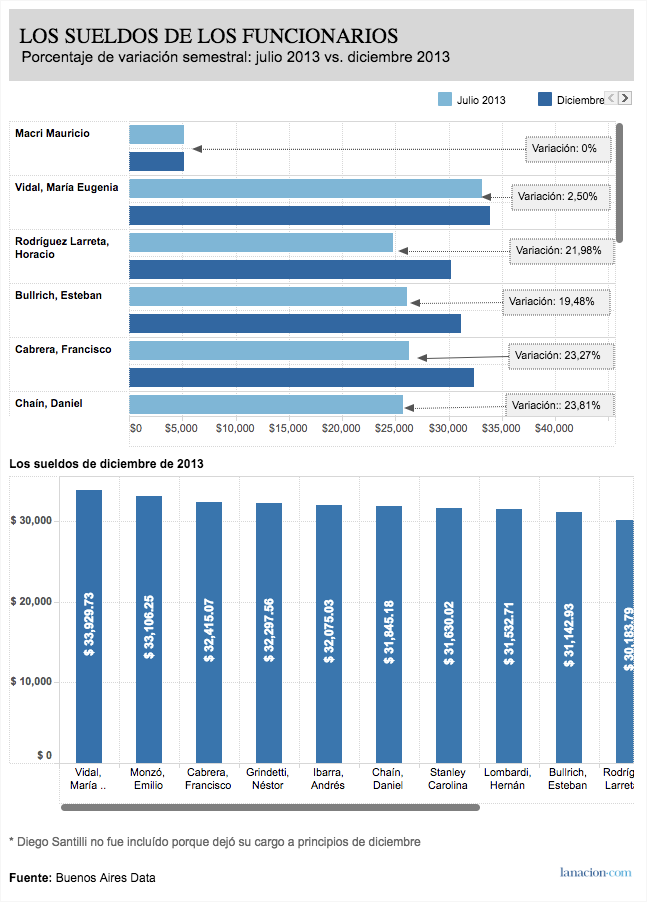 LOS SUELDOS DE LOS FUNCIONARIOS
Porcentaje de variación semestral: julio 2013 vs. diciembre 2013
Julio 2013
Diciembre
Macri Mauricio
Variación: 0%
Vidal, María Eugenia
Variación: 2,50%
Rodríguez Larreta,
Horacio
Variación: 21,98%
Bullrich, Esteban
Variación: 19,48%
Cabrera, Francisco
Variación: 23,27%
Chaín, Daniel
Variación:: 23,81%
$0 $5,000 $10,000 $15,000 $20,000 $25,000 $30,000 $35,000 $40,000
Los sueldos de diciembre de 2013
$ 30,000
$ 20,000
$ 10,000
$ 0
$ 33,929.73
$ 33,106.25
$ 32,415.07
$ 32,297.56
$ 32,075.03
$ 31,845.18
$ 31,630.02
$ 31,532.71
$ 31,142.93
$ 30,183.79
Vidal,
María ..
Monzó,
Emilio
Cabrera,
Francisco
Grindetti,
Néstor
Ibarra,
Andrés
Chaín,
Daniel
Stanley
Carolina
Lombardi,
Hernán
Bullrich,
Esteban
Rodríg
Larreta
* Diego Santilli no fue incluído porque dejó su cargo a principios de diciembre
Fuente: Buenos Aires Data
lanacion.com